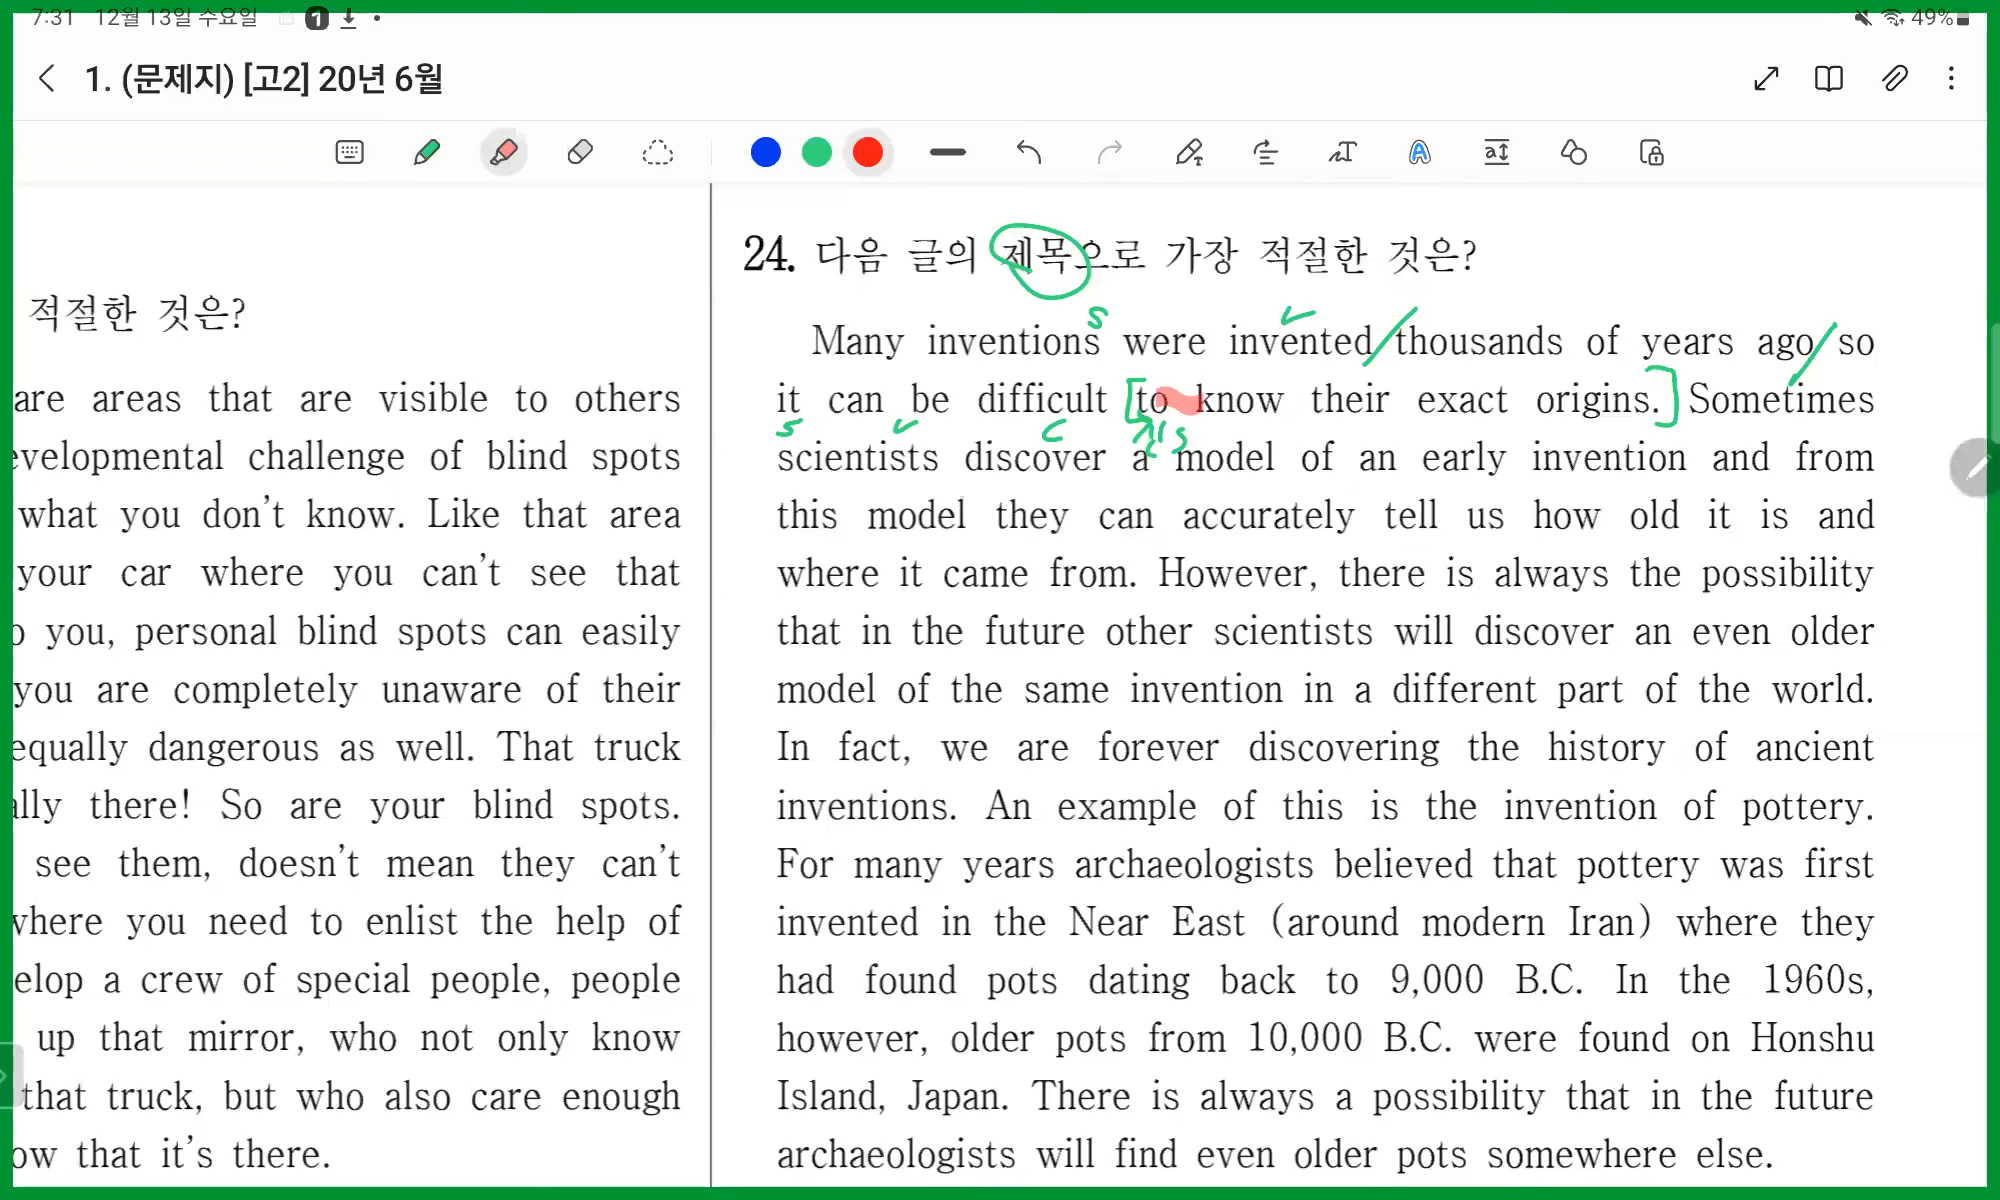 7:31 12월 13일 수요일
49%
1. (문제지) [고2] 20년 6월
적절한 것은?
are areas that are visible to others
evelopmental challenge of blind spots
what you don't know. Like that area
your car where you can't see that
you, personal blind spots can easily
you are completely unaware of their
equally dangerous as well. That truck
ally there! So are your blind spots.
see them, doesn't mean they can't
where you need to enlist the help of
elop a crew of special people, people
up that mirror, who not only know
that truck, but who also care enough
ow that it's there.
24. 다음 글의 제목으로 가장 적절한 것은?
s v
Many inventions were invented / thousands of years ago / so
it can be difficult [to know their exact origins.] Sometimes
s v c
scientists discover a model of an early invention and from
this model they can accurately tell us how old it is and
where it came from. However, there is always the possibility
that in the future other scientists will discover an even older
model of the same invention in a different part of the world.
In fact, we are forever discovering the history of ancient
inventions. An example of this is the invention of pottery.
For many years archaeologists believed that pottery was first
invented in the Near East (around modern Iran) where they
had found pots dating back to 9,000 B.C. In the 1960s,
however, older pots from 10,000 B.C. were found on Honshu
Island, Japan. There is always a possibility that in the future
archaeologists will find even older pots somewhere else.